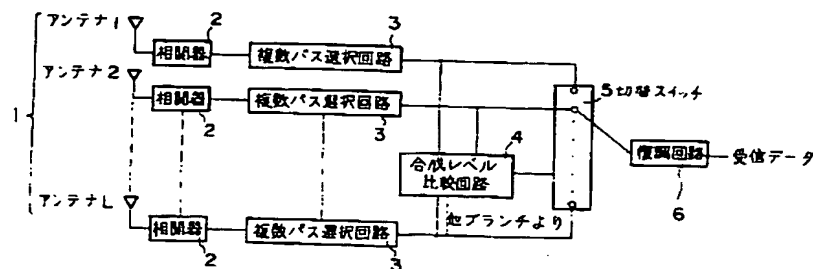 アンテナ1
2
相関器
3
複数パス選択回路
アンテナ2
相関器
2
複数パス選択回路
3
1
4
合成レベル
比較回路
5切替スイッチ
復調回路
受信データ
6
他ブランチより
アンテナL
相関器
2
複数パス選択回路
3